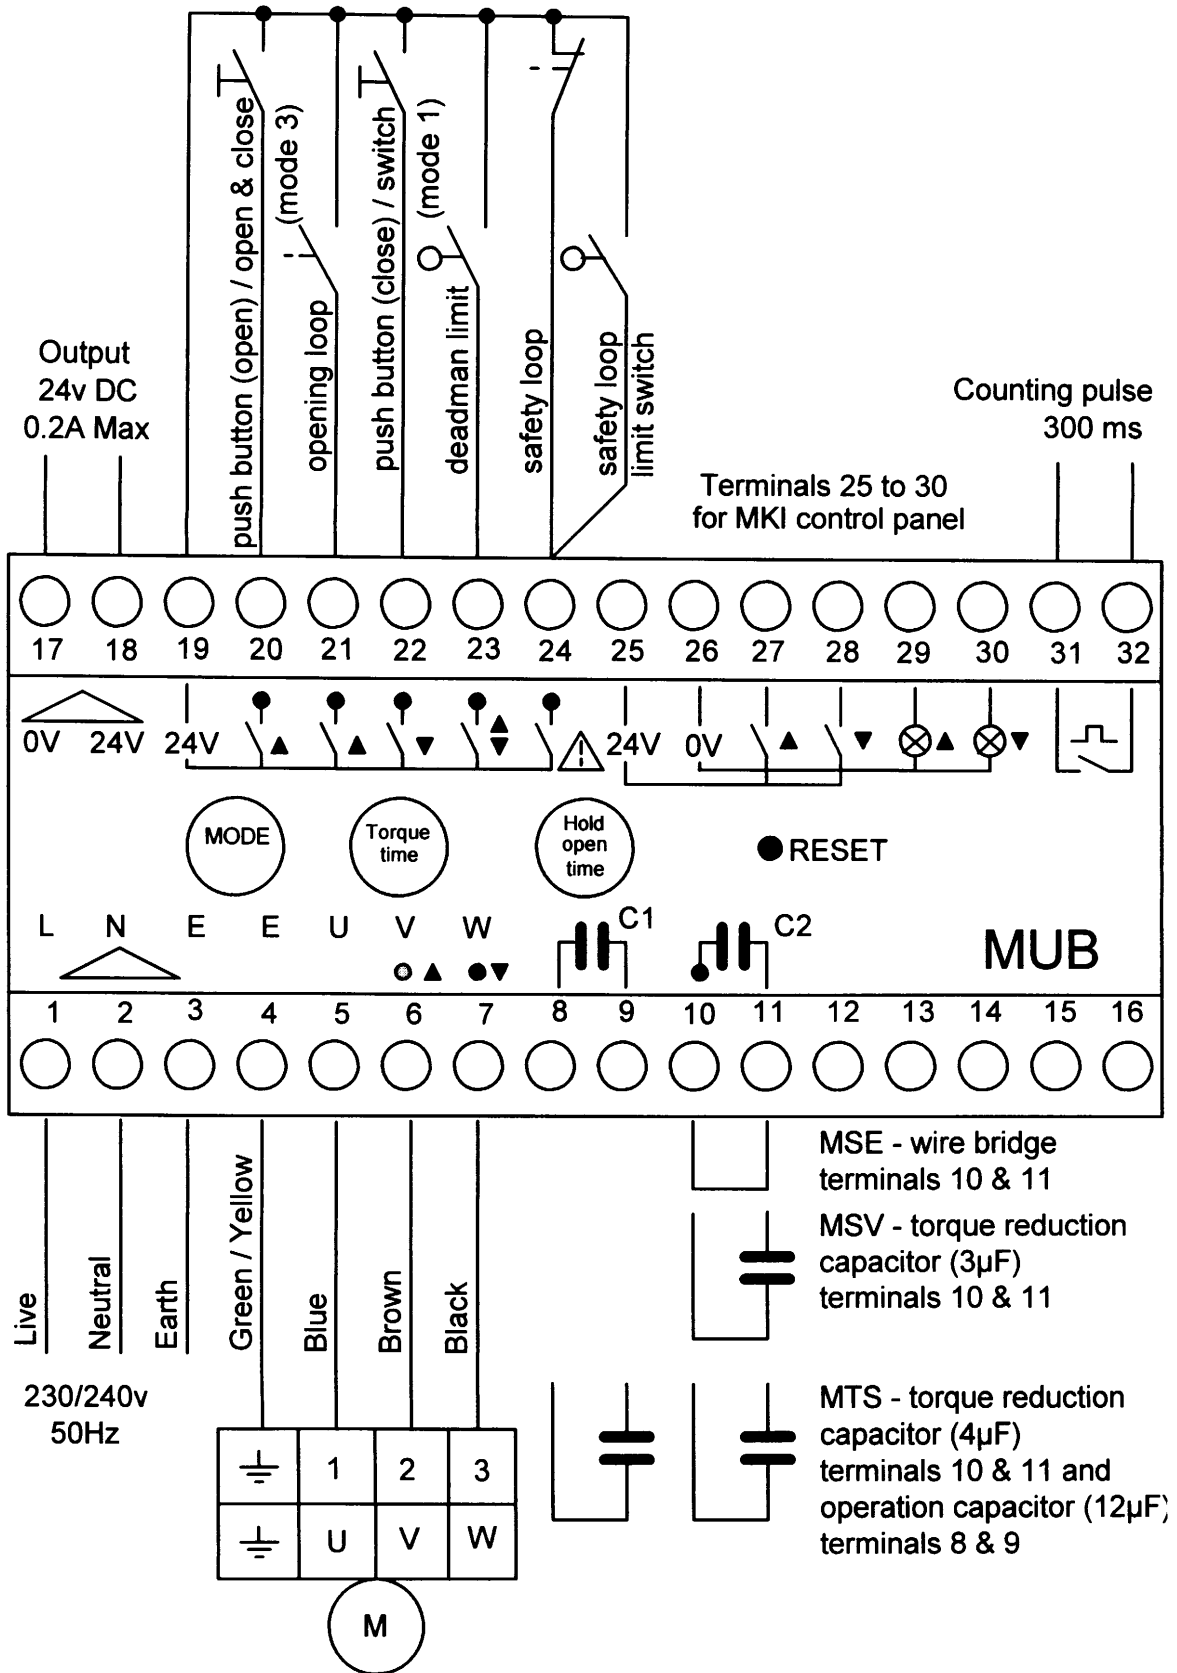 push button (open) / open & close
(mode 3)
opening loop
push button (close) / switch
(mode 1)
deadman limit
safety loop
safety loop
limit switch
Output
24v DC
0.2A Max
Counting pulse
300 ms
Terminals 25 to 30
for MKI control panel
17 18 19 20 21 22 23 24 25 26 27 28 29 30 31 32
0V 24V 24V 24V 0V
MODE
Torque
time
Hold
open
time
RESET
L N E E U V W C1 C2
MUB
1 2 3 4 5 6 7 8 9 10 11 12 13 14 15 16
Live
Neutral
Earth
Green / Yellow
Blue
Brown
Black
230/240v
50Hz
MSE - wire bridge
terminals 10 & 11
MSV - torque reduction
capacitor (3µF)
terminals 10 & 11
MTS - torque reduction
capacitor (4µF)
terminals 10 & 11 and
operation capacitor (12µF)
terminals 8 & 9
1 2 3
U V W
M